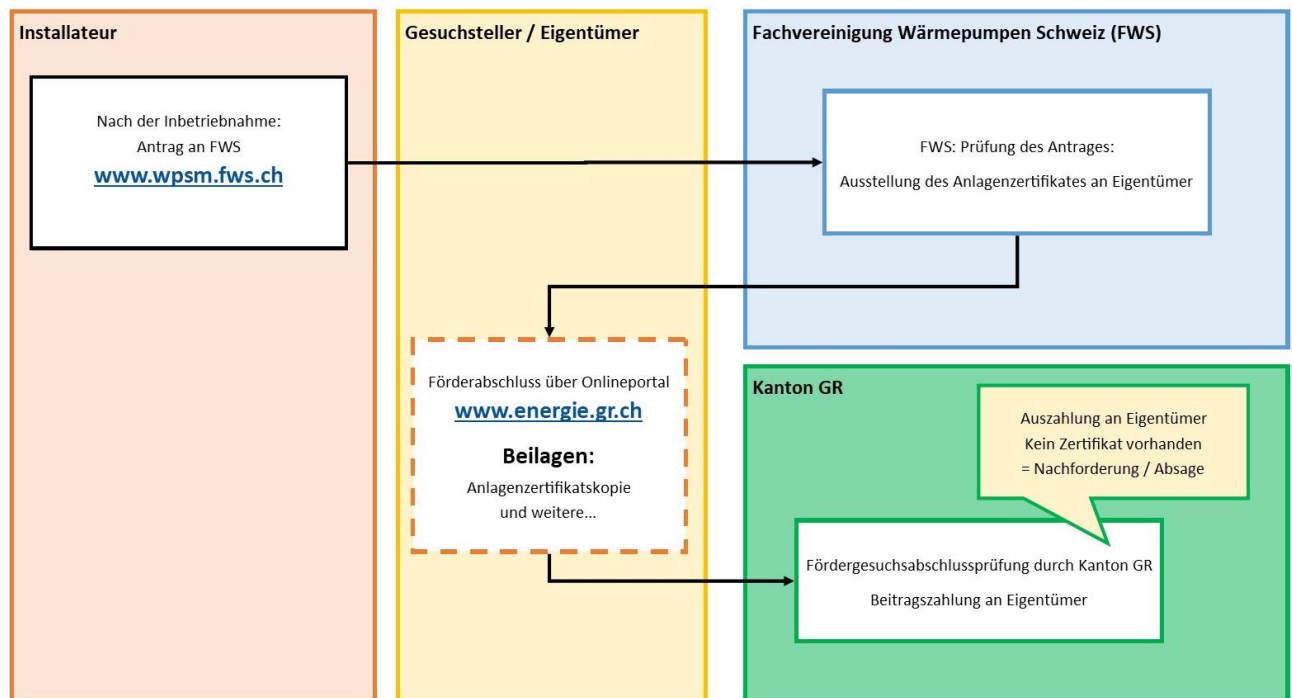 Installateur
Nach der Inbetriebnahme:
Antrag an FWS
www.wpsm.fws.ch
Gesuchsteller / Eigentümer
Fachvereinigung Wärmepumpen Schweiz (FWS)
FWS: Prüfung des Antrages:
Ausstellung des Anlagenzertifikates an Eigentümer
Förderabschluss über Onlineportal
www.energie.gr.ch
Beilagen:
Anlagenzertifikatskopie
und weitere...
Kanton GR
Auszahlung an Eigentümer
Kein Zertifikat vorhanden
= Nachforderung / Absage
Fördergesuchsabschlussprüfung durch Kanton GR
Beitragszahlung an Eigentümer